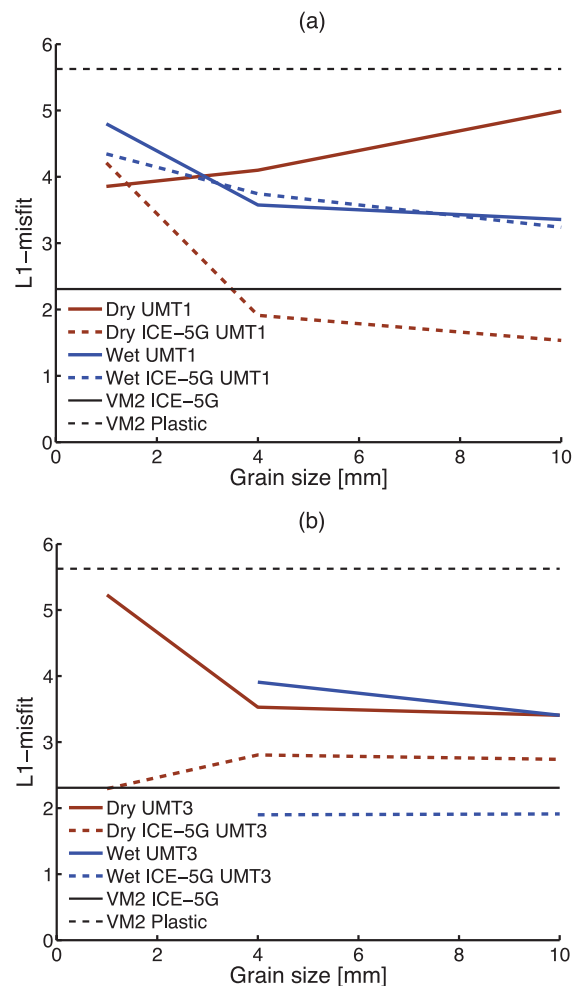 (a)
6
5
4
3
2
1
0
L1-misfit
Dry UMT1
Dry ICE-5G UMT1
Wet UMT1
Wet ICE-5G UMT1
VM2 ICE-5G
VM2 Plastic
0 2 4 6 8 10
Grain size [mm]
(b)
6
5
4
3
2
1
0
L1-misfit
Dry UMT3
Dry ICE-5G UMT3
Wet UMT3
Wet ICE-5G UMT3
VM2 ICE-5G
VM2 Plastic
0 2 4 6 8 10
Grain size [mm]